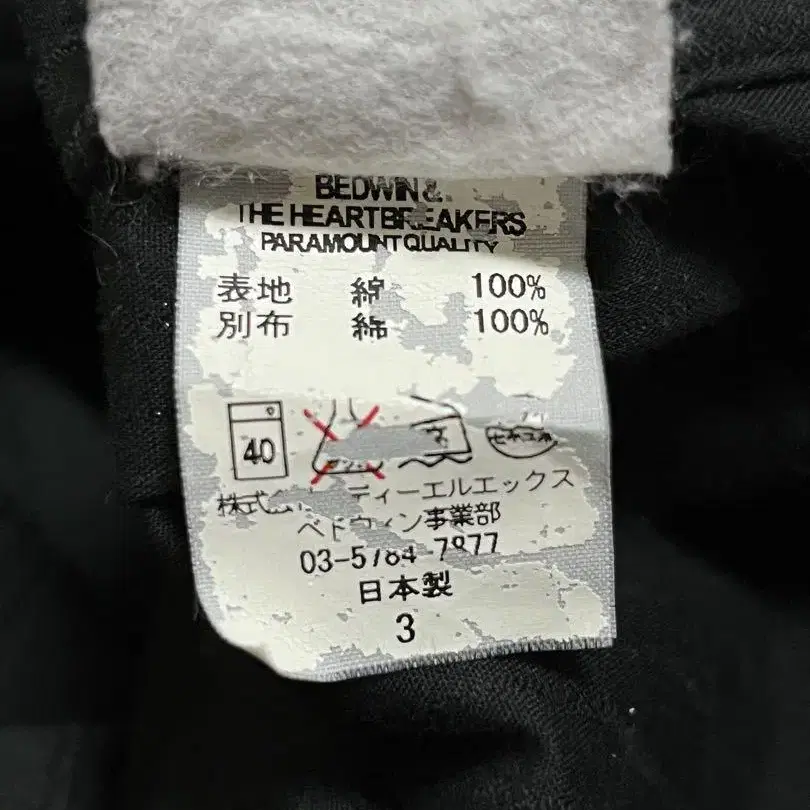 BEDWIN &
THE HEARTBREAKERS
PARAMOUNT QUALITY
表地 綿 100%
別布 綿 100%
40
ディーエルエックス
ベドウィン事業部
日本製
3